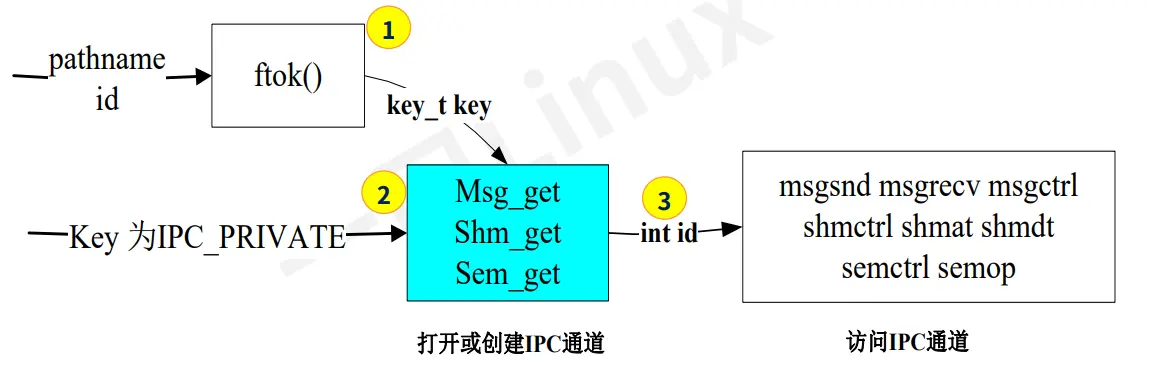 1
pathname
id
ftok()
key_t key
2
Key 为IPC_PRIVATE
Msg_get
Shm_get
Sem_get
3
int id
msgsnd msgrecv msgctrl
shmctrl shmat shmdt
semctrl semop
打开或创建IPC通道
访问IPC通道
Linux